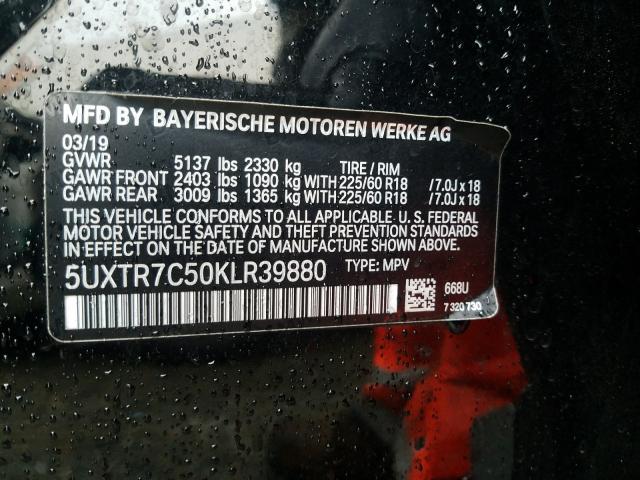 MFD BY BAYERISCHE MOTOREN WERKE AG
03/19
GVWR 5137 lbs 2330 kg TIRE / RIM
GAWR FRONT 2403 lbs 1090 kg WITH 225/60 R18 / 7.0J x 18
GAWR REAR 3009 lbs 1365 kg WITH 225/60 R18 / 7.0J x 18
THIS VEHICLE CONFORMS TO ALL APPLICABLE U. S. FEDERAL
MOTOR VEHICLE SAFETY AND THEFT PREVENTION STANDARDS
IN EFFECT ON THE DATE OF MANUFACTURE SHOWN ABOVE.
5UXTR7C50KLR39880 TYPE: MPV
668U
7 320 730